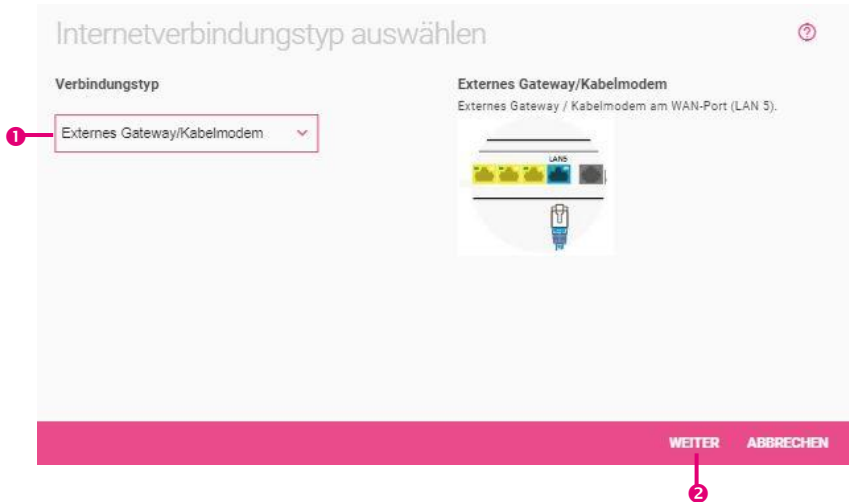 Internetverbindungstyp auswählen
Verbindungstyp
1
Externes Gateway/Kabelmodem
Externes Gateway/Kabelmodem
Externes Gateway / Kabelmodem am WAN-Port (LAN 5).
LAN5
WEITER ABBRECHEN
2